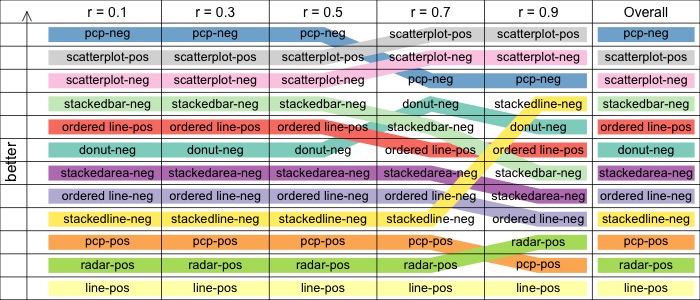 r = 0.1 r = 0.3 r = 0.5 r = 0.7 r = 0.9 Overall
pcp-neg pcp-neg pcp-neg scatterplot-pos scatterplot-pos pcp-neg
scatterplot-pos scatterplot-pos scatterplot-pos scatterplot-neg scatterplot-neg scatterplot-pos
scatterplot-neg scatterplot-neg scatterplot-neg pcp-neg pcp-neg scatterplot-neg
stackedbar-neg stackedbar-neg stackedbar-neg donut-neg stackedline-neg stackedbar-neg
ordered line-pos ordered line-pos ordered line-pos stackedbar-neg donut-neg ordered line-pos
donut-neg donut-neg donut-neg ordered line-pos ordered line-pos donut-neg
stackedarea-neg stackedarea-neg stackedarea-neg stackedarea-neg stackedbar-neg stackedarea-neg
ordered line-neg ordered line-neg ordered line-neg ordered line-neg stackedarea-neg ordered line-neg
stackedline-neg stackedline-neg stackedline-neg stackedline-neg ordered line-neg stackedline-neg
pcp-pos pcp-pos pcp-pos pcp-pos radar-pos pcp-pos
radar-pos radar-pos radar-pos radar-pos pcp-pos radar-pos
line-pos line-pos line-pos line-pos line-pos line-pos
better